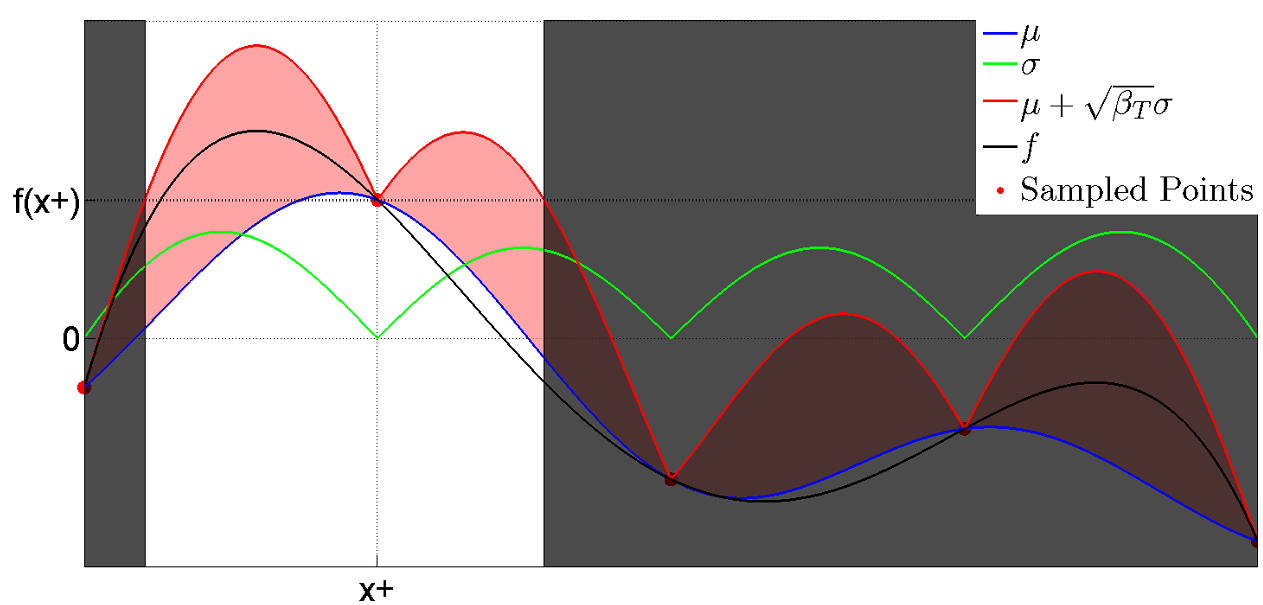 μ
σ
μ + √β_T σ
f
Sampled Points
f(x+)
0
x+